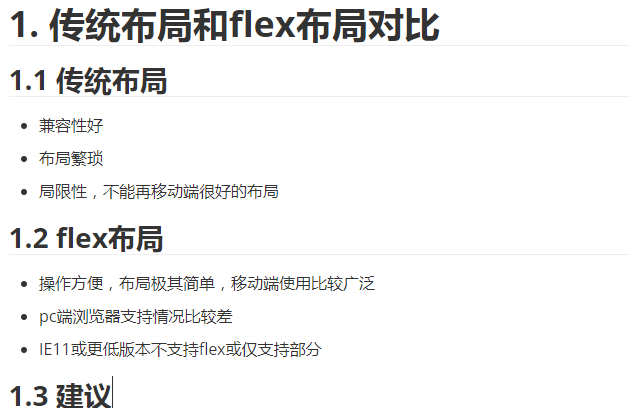 1. 传统布局和flex布局对比
1.1 传统布局
兼容性好
布局繁琐
局限性，不能再移动端很好的布局
1.2 flex布局
操作方便，布局极其简单，移动端使用比较广泛
pc端浏览器支持情况比较差
IE11或更低版本不支持flex或仅支持部分
1.3 建议